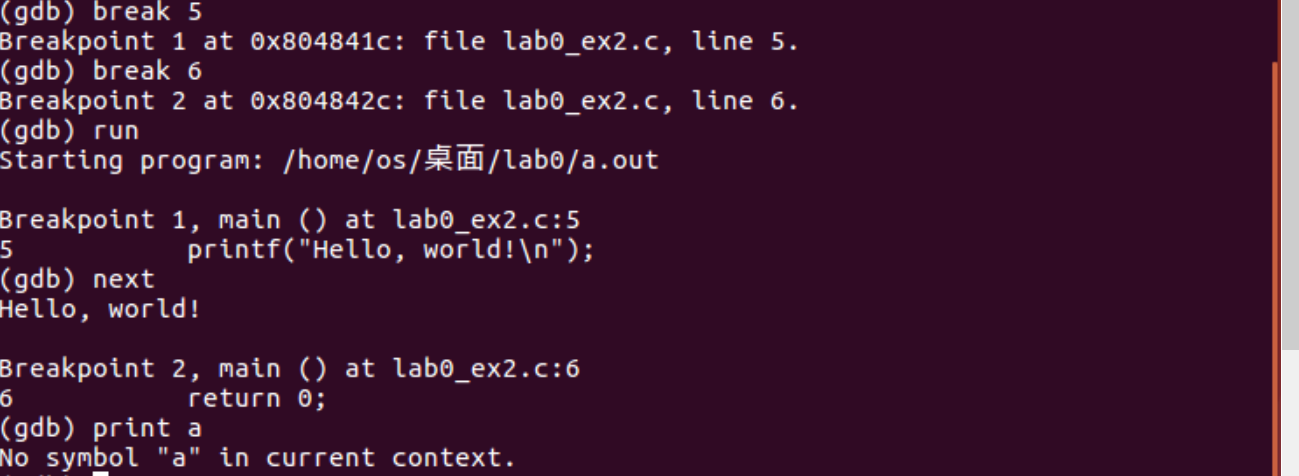 (gdb) break 5
Breakpoint 1 at 0x804841c: file lab0_ex2.c, line 5.
(gdb) break 6
Breakpoint 2 at 0x804842c: file lab0_ex2.c, line 6.
(gdb) run
Starting program: /home/os/桌面/lab0/a.out
Breakpoint 1, main () at lab0_ex2.c:5
5 printf("Hello, world!\n");
(gdb) next
Hello, world!
Breakpoint 2, main () at lab0_ex2.c:6
6 return 0;
(gdb) print a
No symbol "a" in current context.